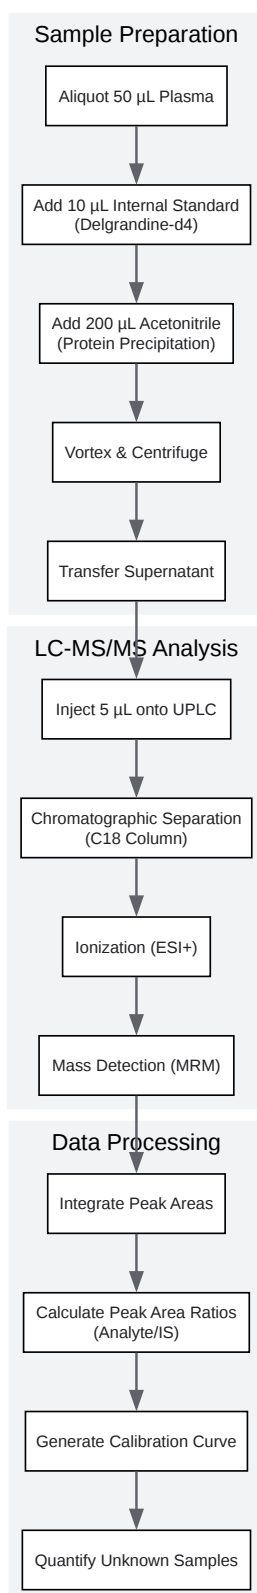 Sample Preparation
Aliquot 50 µL Plasma
Add 10 µL Internal Standard
(Delgrandine-d4)
Add 200 µL Acetonitrile
(Protein Precipitation)
Vortex & Centrifuge
Transfer Supernatant
LC-MS/MS Analysis
Inject 5 µL onto UPLC
Chromatographic Separation
(C18 Column)
Ionization (ESI+)
Mass Detection (MRM)
Data Processing
Integrate Peak Areas
Calculate Peak Area Ratios
(Analyte/IS)
Generate Calibration Curve
Quantify Unknown Samples